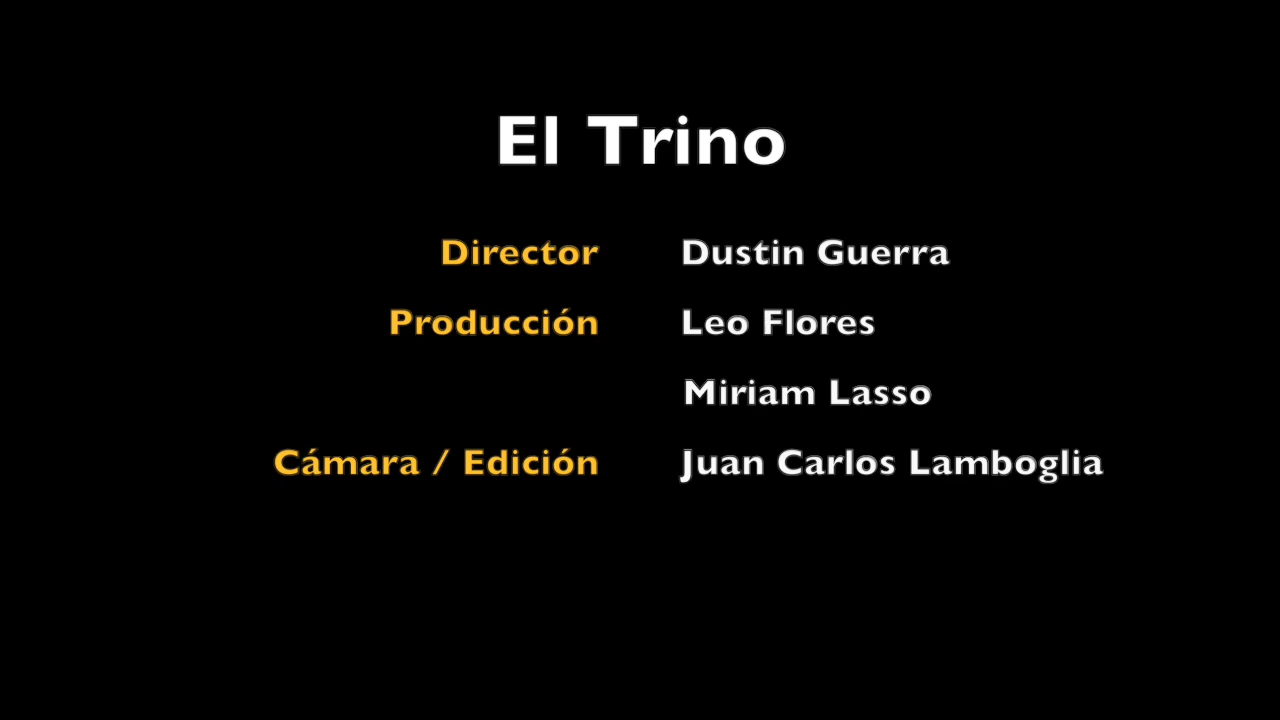 El Trino
Director Dustin Guerra
Producción Leo Flores
Miriam Lasso
Cámara / Edición Juan Carlos Lamboglia